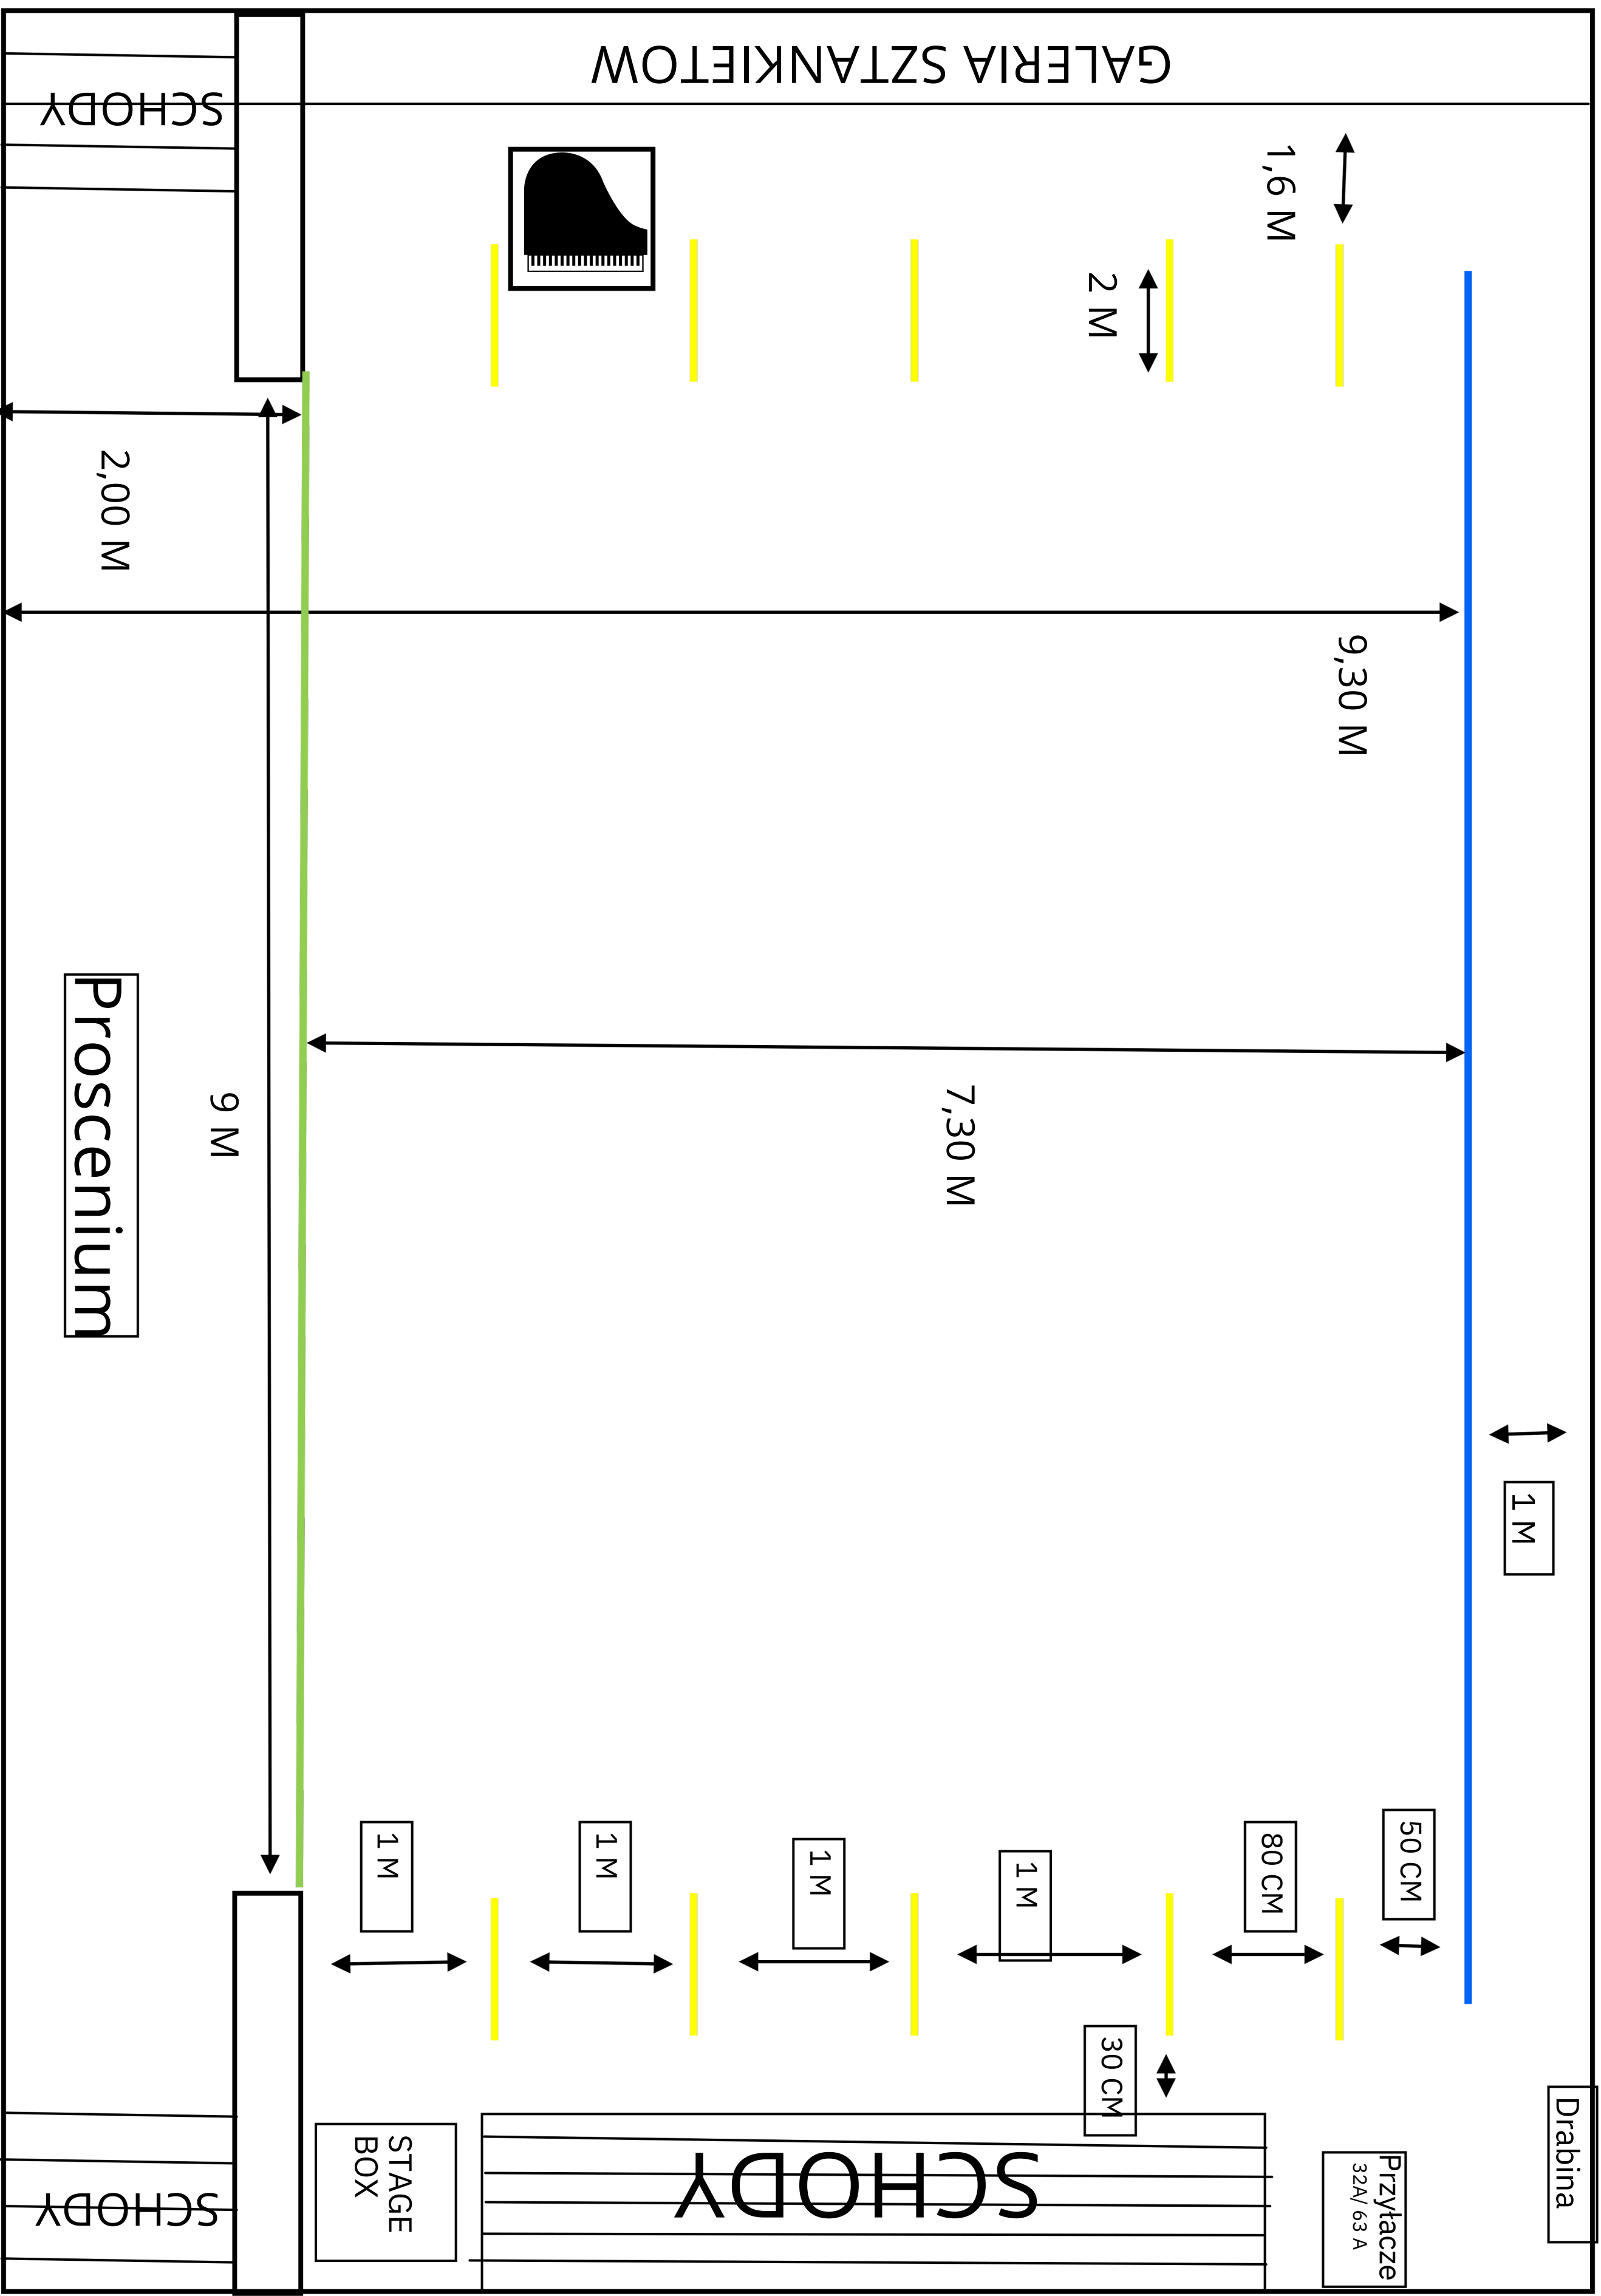 GALERIA SZTANKIETOW
SCHODY
1,6 M
2 M
2,00 M
9,30 M
Proscenium
9 M
7,30 M
1 M
1 M
1 M
1 M
1 M
80 CM
50 CM
30 CM
Drabina
STAGE
BOX
SCHODY
Przyłacze
32A/ 63 A
SCHODY